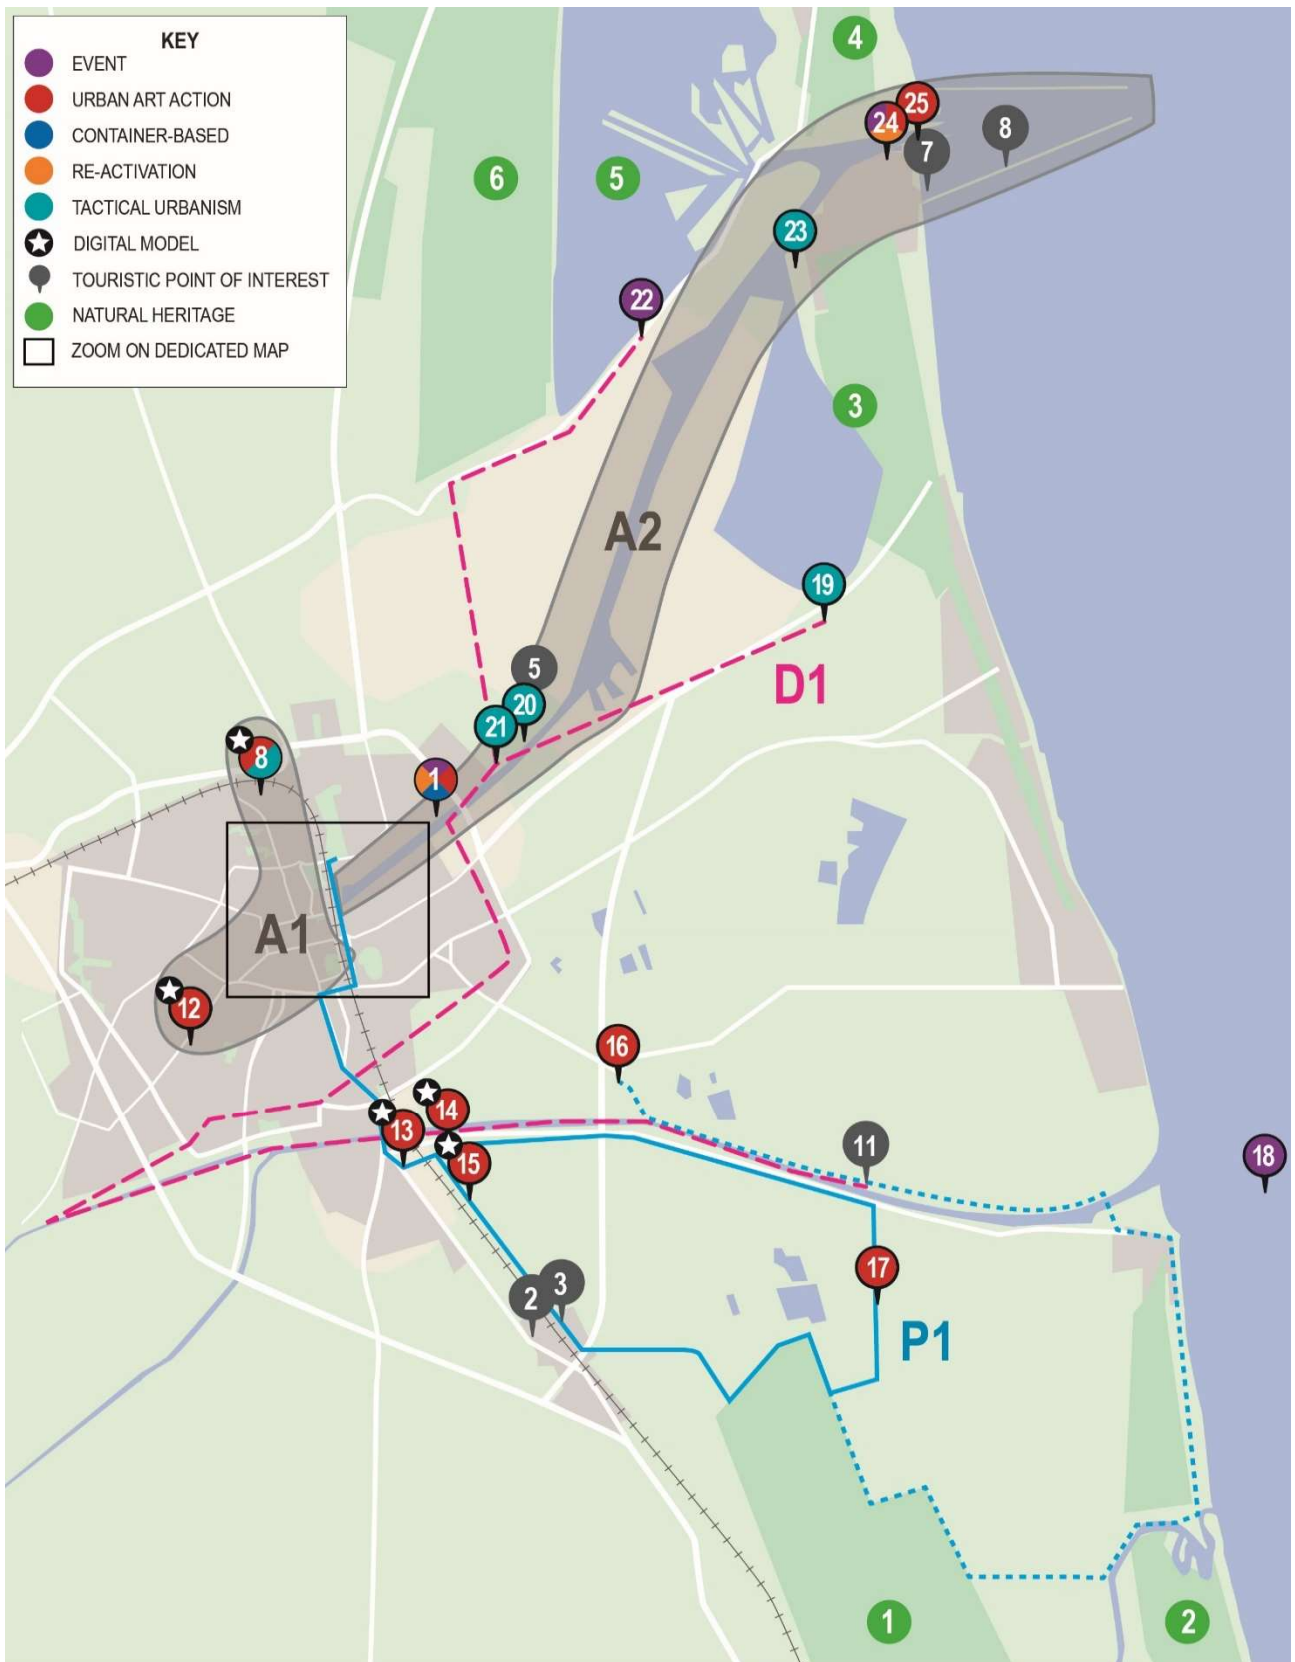 KEY
EVENT
URBAN ART ACTION
CONTAINER-BASED
RE-ACTIVATION
TACTICAL URBANISM
DIGITAL MODEL
TOURISTIC POINT OF INTEREST
NATURAL HERITAGE
ZOOM ON DEDICATED MAP
4
25
24
8
7
6
5
23
22
3
A2
19
5
D1
20
21
8
1
A1
12
16
14
13
11
18
15
17
3
2
P1
1
2